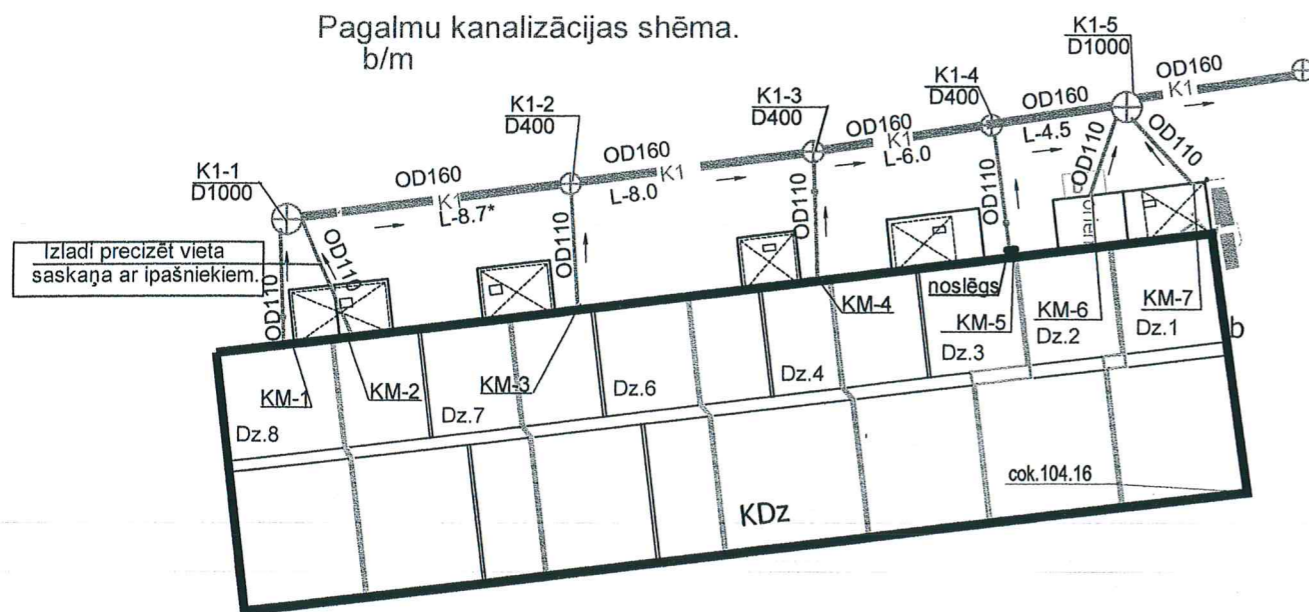 Pagalmu kanalizācijas shēma.
b/m
K1-1
D1000
K1-2
D400
K1-3
D400
K1-4
D400
K1-5
D1000
OD160
K1
L-8.7*
OD160
K1
L-8.0
OD160
K1
L-6.0
OD160
L-4.5
OD160
K1
Izladi precizēt vieta
saskaņa ar ipašniekiem.
OD110
OD110
OD110
OD110
OD110
OD110
OD110
noslēgs
KM-1
KM-2
KM-3
KM-4
KM-5
KM-6
KM-7
Dz.8
Dz.7
Dz.6
Dz.4
Dz.3
Dz.2
Dz.1
b
cok.104.16
KDz